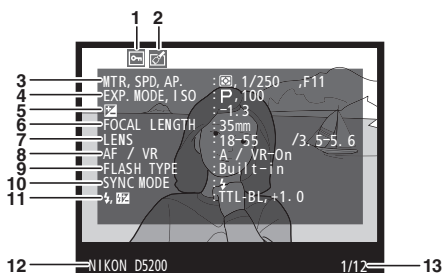 1 2
3 MTR, SPD, AP. : , 1/250 ,F11
4 EXP. MODE, ISO : P, 100
5 : –1.3
6 FOCAL LENGTH : 35mm
7 LENS : 18–55 /3.5–5.6
8 AF / VR : A / VR–On
9 FLASH TYPE : Built–in
10 SYNC MODE :
11 , : TTL–BL, +1.0
12 NIKON D5200 1/12 13